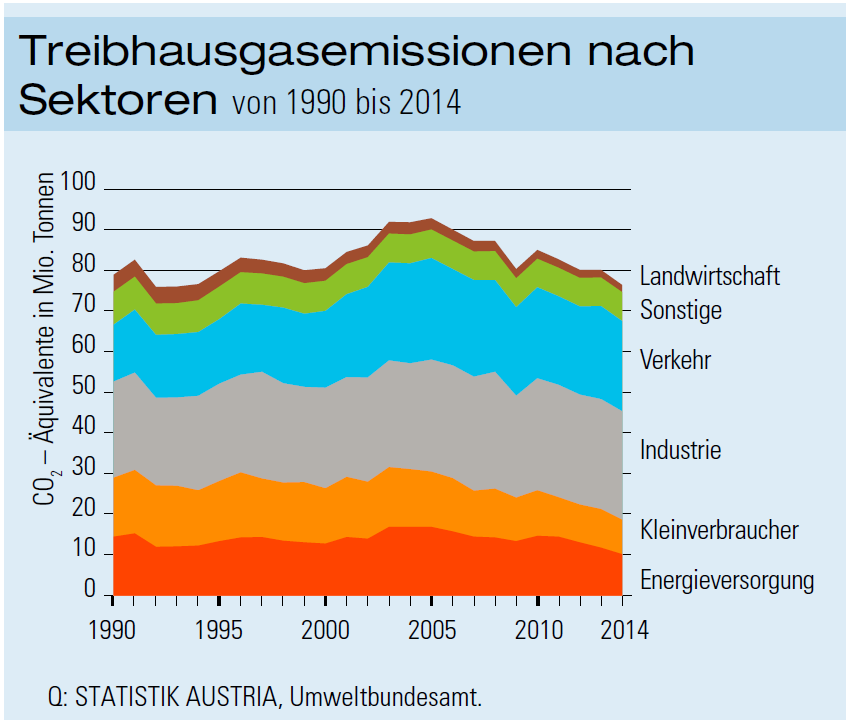 Treibhausgasemissionen nach
Sektoren von 1990 bis 2014
CO2 – Äquivalente in Mio. Tonnen
100
90
80
70
60
50
40
30
20
10
0
Landwirtschaft
Sonstige
Verkehr
Industrie
Kleinverbraucher
Energieversorgung
1990 1995 2000 2005 2010 2014
Q: STATISTIK AUSTRIA, Umweltbundesamt.